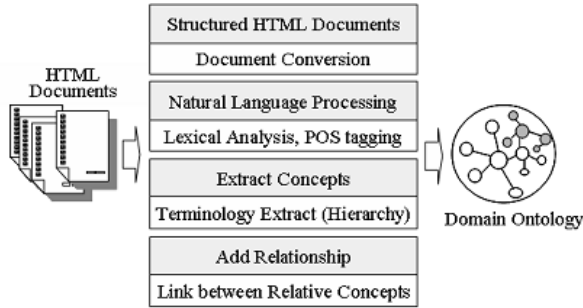 HTML
Documents
Structured HTML Documents
Document Conversion
Natural Language Processing
Lexical Analysis, POS tagging
Extract Concepts
Terminology Extract (Hierarchy)
Add Relationship
Link between Relative Concepts
Domain Ontology